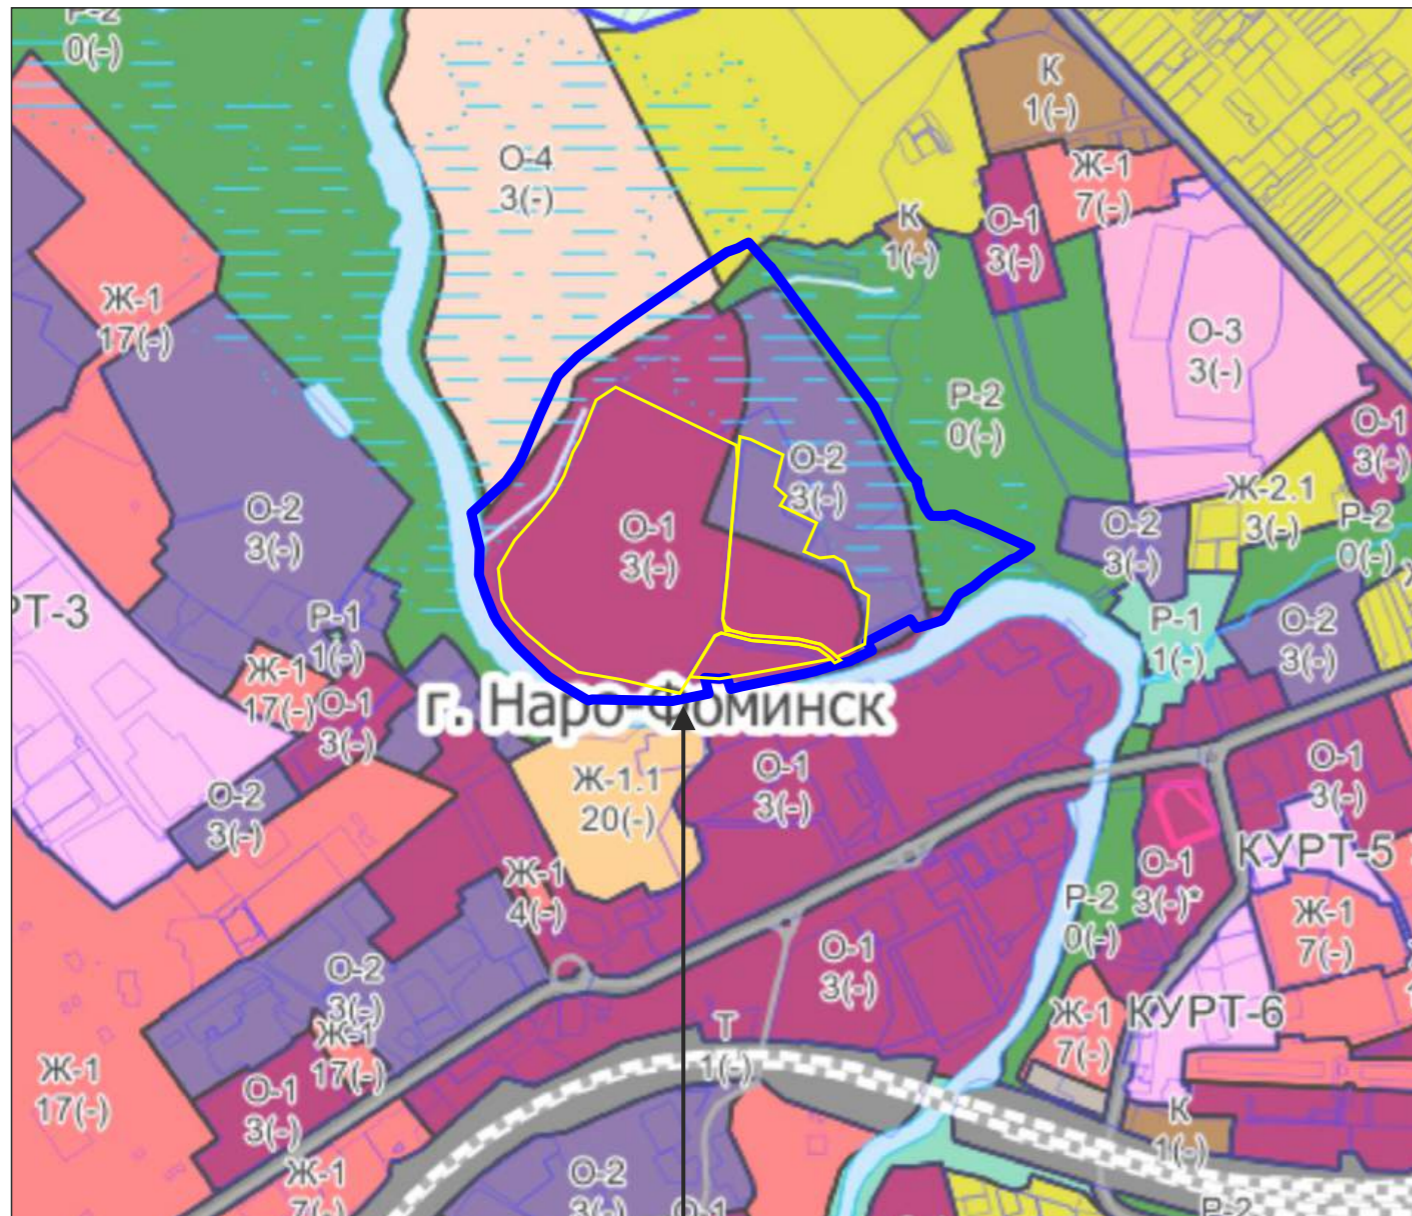 Р-2
0(-)
К
1(-)
О-4
3(-)
Ж-1
7(-)
К
1(-)
О-1
3(-)
Ж-1
17(-)
О-3
3(-)
Р-2
0(-)
О-1
3(-)
О-2
3(-)
О-2
3(-)
О-1
3(-)
Ж-2.1
3(-)
Р-2
0(-)
О-2
3(-)
РТ-3
Р-1
1(-)
Р-1
1(-)
О-2
3(-)
Ж-1
17(-)
О-1
3(-)
г. Наро-Фоминск
О-2
3(-)
Ж-1.1
20(-)
О-1
3(-)
О-1
3(-)
КУРТ-5
Ж-1
4(-)
О-1
3(-)*
Р-2
0(-)
Ж-1
7(-)
О-2
3(-)
О-1
3(-)
Ж-1
17(-)
Ж-1
7(-)
КУРТ-6
Т
1(-)
Ж-1
17(-)
О-1
3(-)
К
1(-)
Ж-1
7(-)
О-2
3(-)
О-1
Р-2